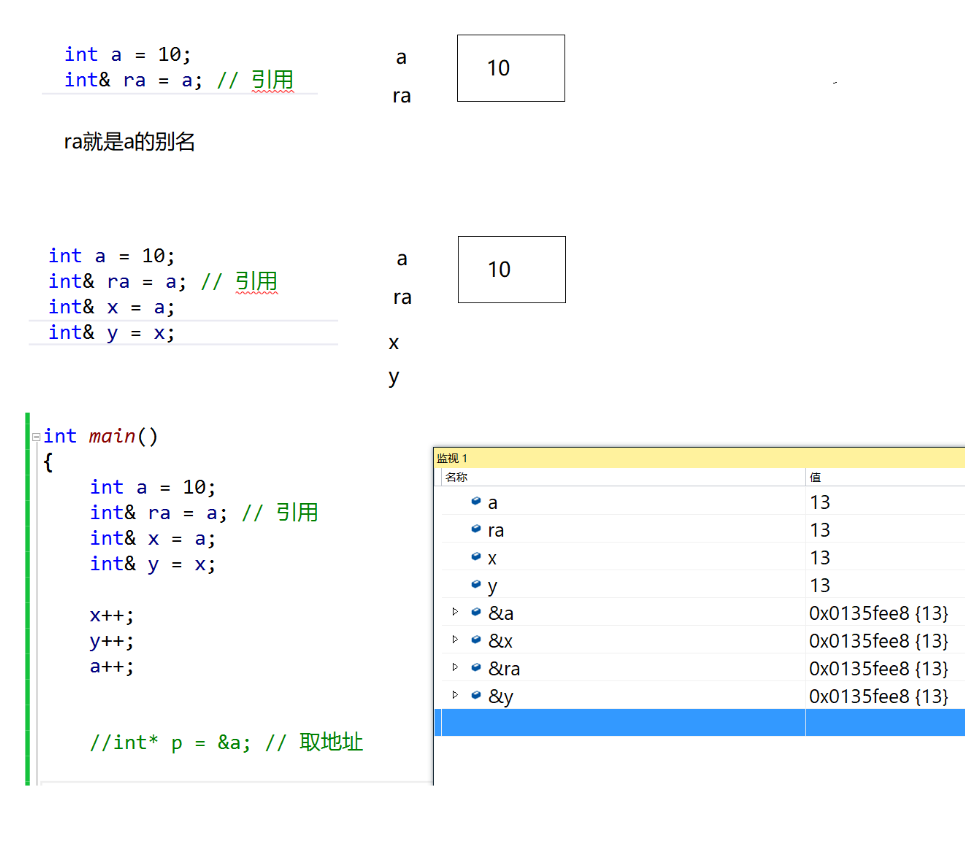 int a = 10;
int& ra = a; // 引用
a
10
ra
ra就是a的别名
int a = 10;
int& ra = a; // 引用
int& x = a;
int& y = x;
a
10
ra
x
y
int main()
{
int a = 10;
int& ra = a; // 引用
int& x = a;
int& y = x;
x++;
y++;
a++;
//int* p = &a; // 取地址
监视 1
名称 值
a 13
ra 13
x 13
y 13
&a 0x0135fee8 {13}
&x 0x0135fee8 {13}
&ra 0x0135fee8 {13}
&y 0x0135fee8 {13}